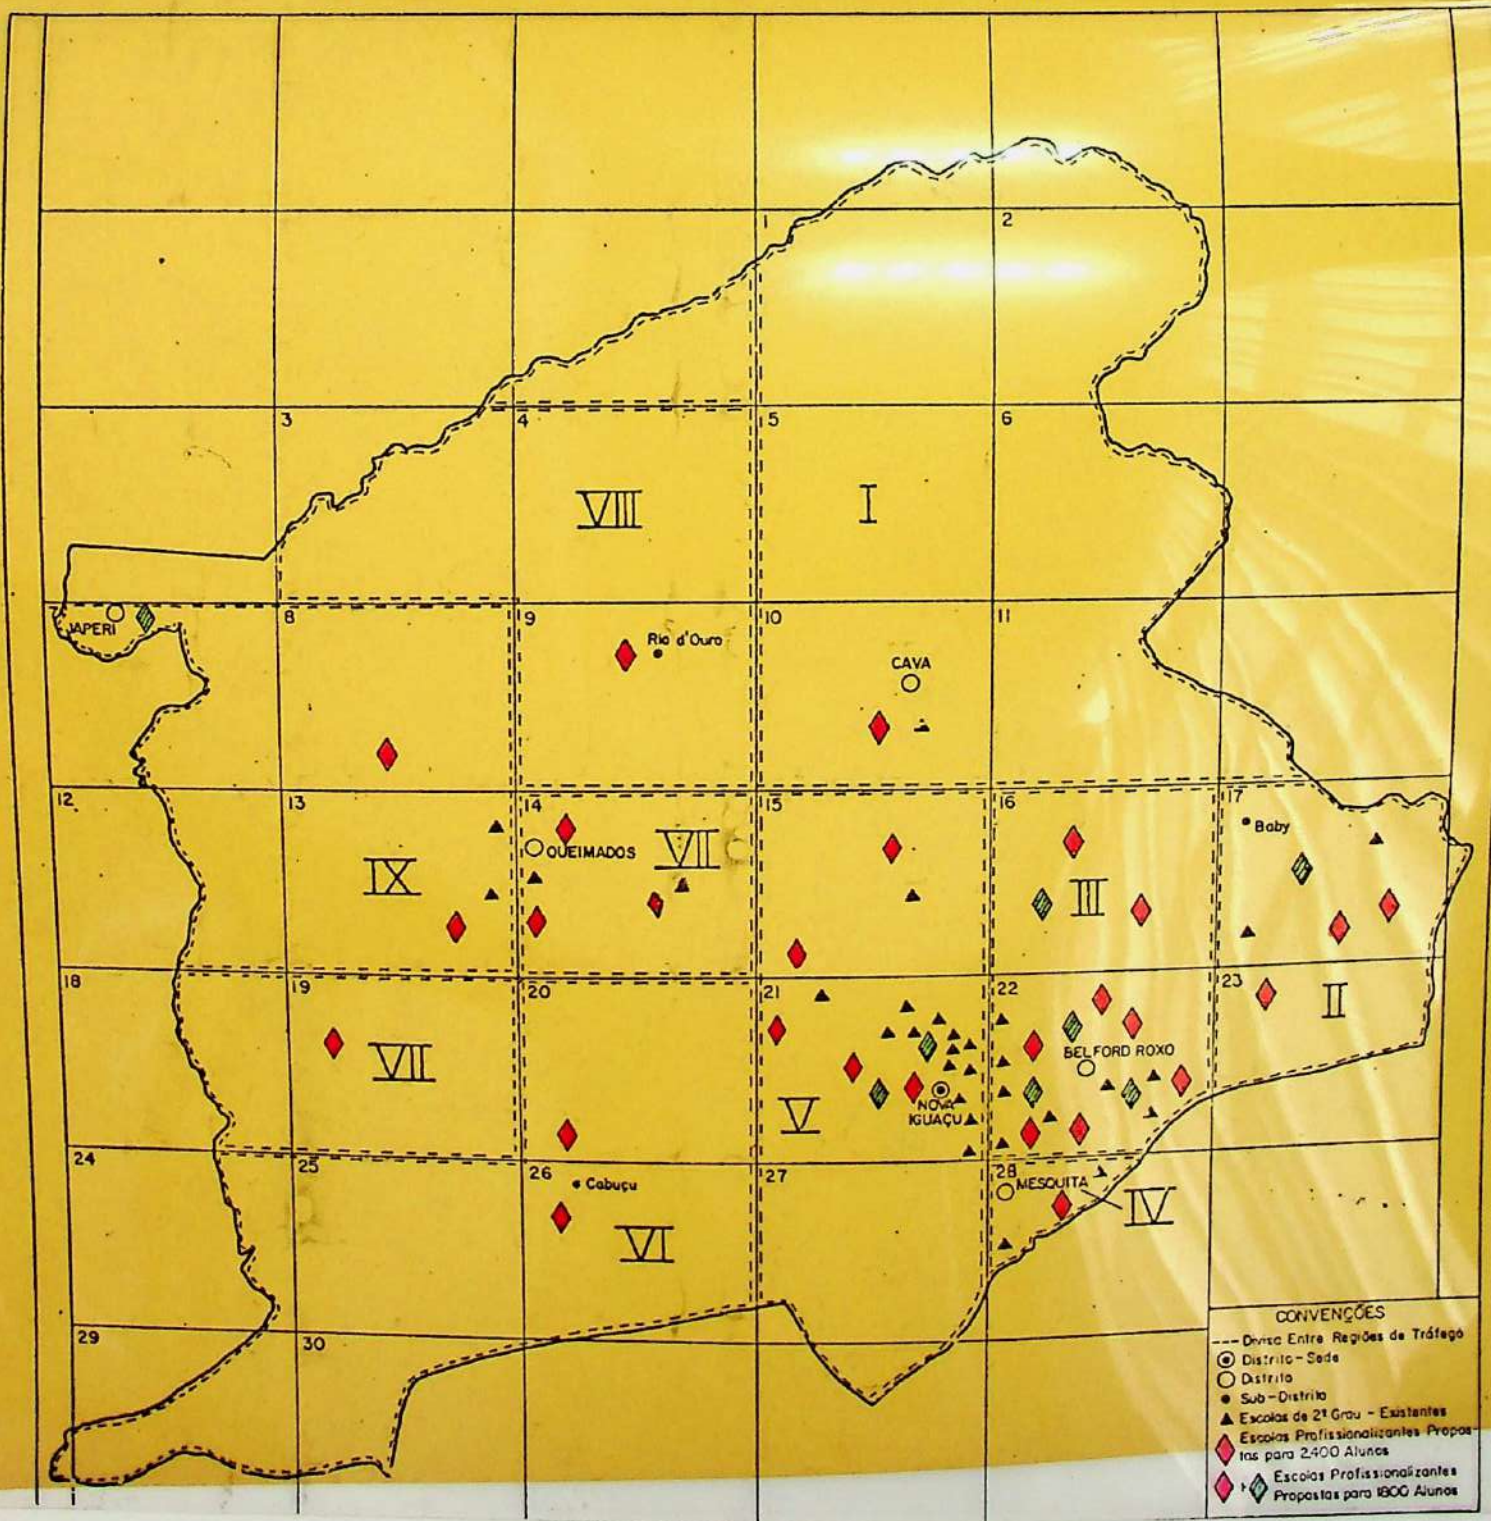 1
2
3
4
5
6
VIII
I
7
JAPERI
8
9
Rio d'Ouro
10
CAVA
11
12
13
14
QUEIMADOS
VII
15
16
17
Baby
IX
III
18
19
20
21
22
23
II
VII
BELFORD ROXO
V
NOVA
IGUAÇU
24
25
26
Cabuçu
27
28
MESQUITA
IV
VI
29
30
CONVENÇÕES
Divisa Entre Regiões de Tráfego
Distrito-Sede
Distrito
Sub-Distrito
Escolas de 2º Grau - Existentes
Escolas Profissionalizantes Propos-
tas para 2.400 Alunos
+ Escolas Profissionalizantes
Propostas para 1800 Alunos